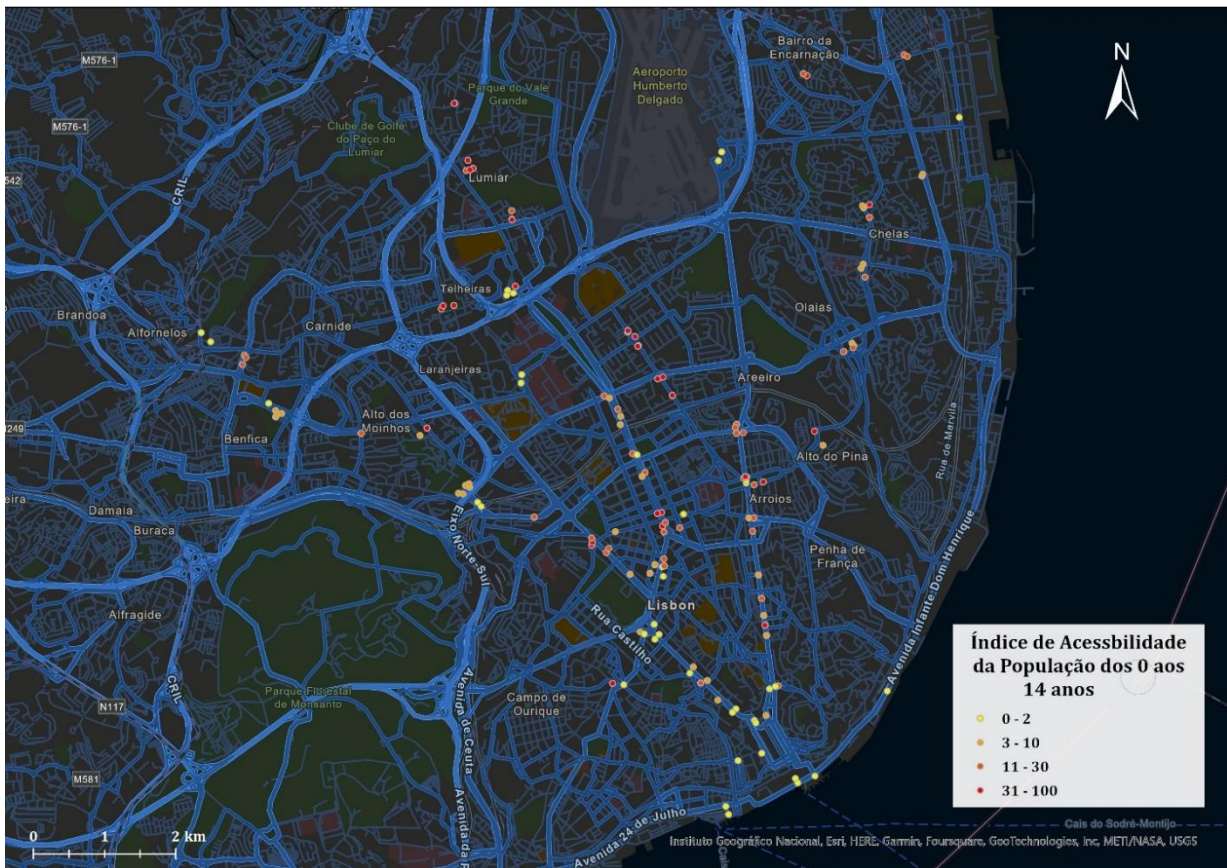 M576-1
Bairro da
Encarnação
N
Aeroporto
Humberto
Delgado
Parque do Vale
Grande
M576-1
Clube de Golfe
do Paço do
Lumiar
542
CRIL
Lumiar
Chelas
Telheiras
Olaias
Brandoa
Alfornelos
Carnide
Laranjeiras
Areeiro
Alto dos
Moinhos
249
Benfica
Alto do Pina
Rua de Marvila
eira
Damaia
Buraca
Eixo Norte-Sul
Arroios
Penha de
França
Avenida Infante Dom Henrique
Alfragide
Lisbon
Rua Castilho
CRIL
N117
Parque Florestal
de Monsanto
Avenida de Ceuta
Avenida da P
Campo de
Ourique
M581
Avenida 24 de Julho
Cais
Índice de Acessbilidade
da População dos 0 aos
14 anos
0 - 2
3 - 10
11 - 30
31 - 100
0 1 2 km
Cais do Sodré-Montijo
Instituto Geográfico Nacional, Esri, HERE, Garmin, Foursquare, GeoTechnologies, Inc, METI/NASA, USGS